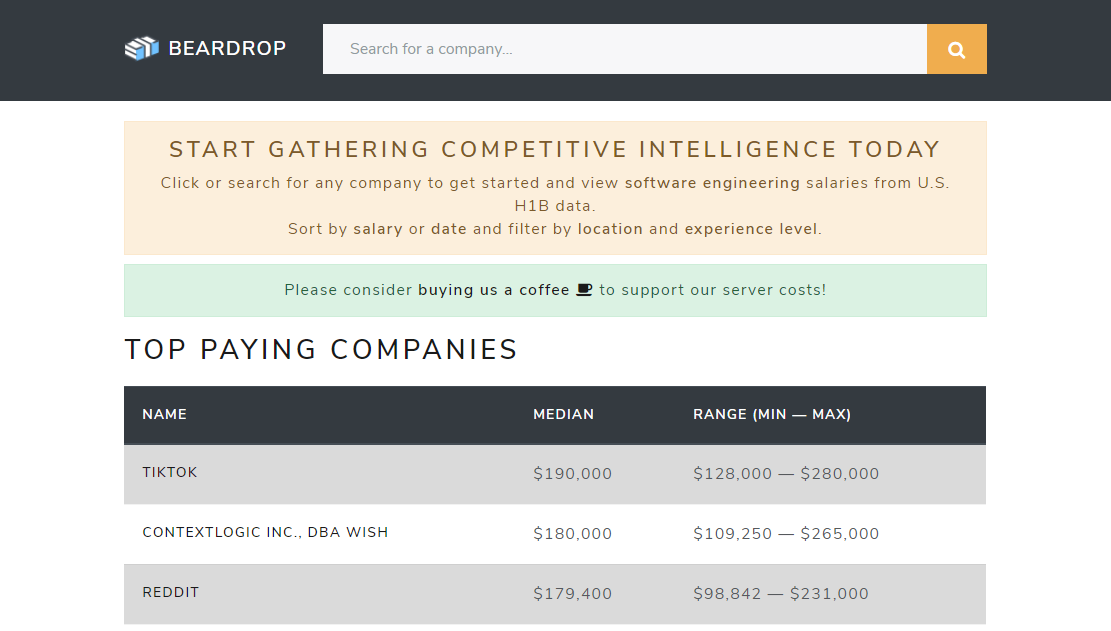 BEARDROP
Search for a company...
START GATHERING COMPETITIVE INTELLIGENCE TODAY
Click or search for any company to get started and view software engineering salaries from U.S.
H1B data.
Sort by salary or date and filter by location and experience level.
Please consider buying us a coffee to support our server costs!
TOP PAYING COMPANIES
NAME MEDIAN RANGE (MIN — MAX)
TIKTOK $190,000 $128,000 — $280,000
CONTEXTLOGIC INC., DBA WISH $180,000 $109,250 — $265,000
REDDIT $179,400 $98,842 — $231,000